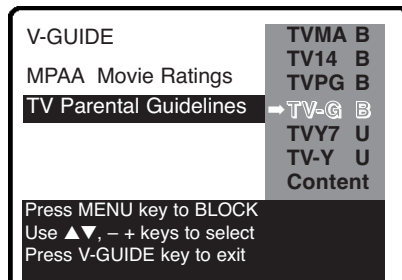 V-GUIDE
MPAA Movie Ratings
TV Parental Guidelines
TVMA B
TV14 B
TVPG B
➡TV-G B
TVY7 U
TV-Y U
Content
Press MENU key to BLOCK
Use ▲▼, – + keys to select
Press V-GUIDE key to exit